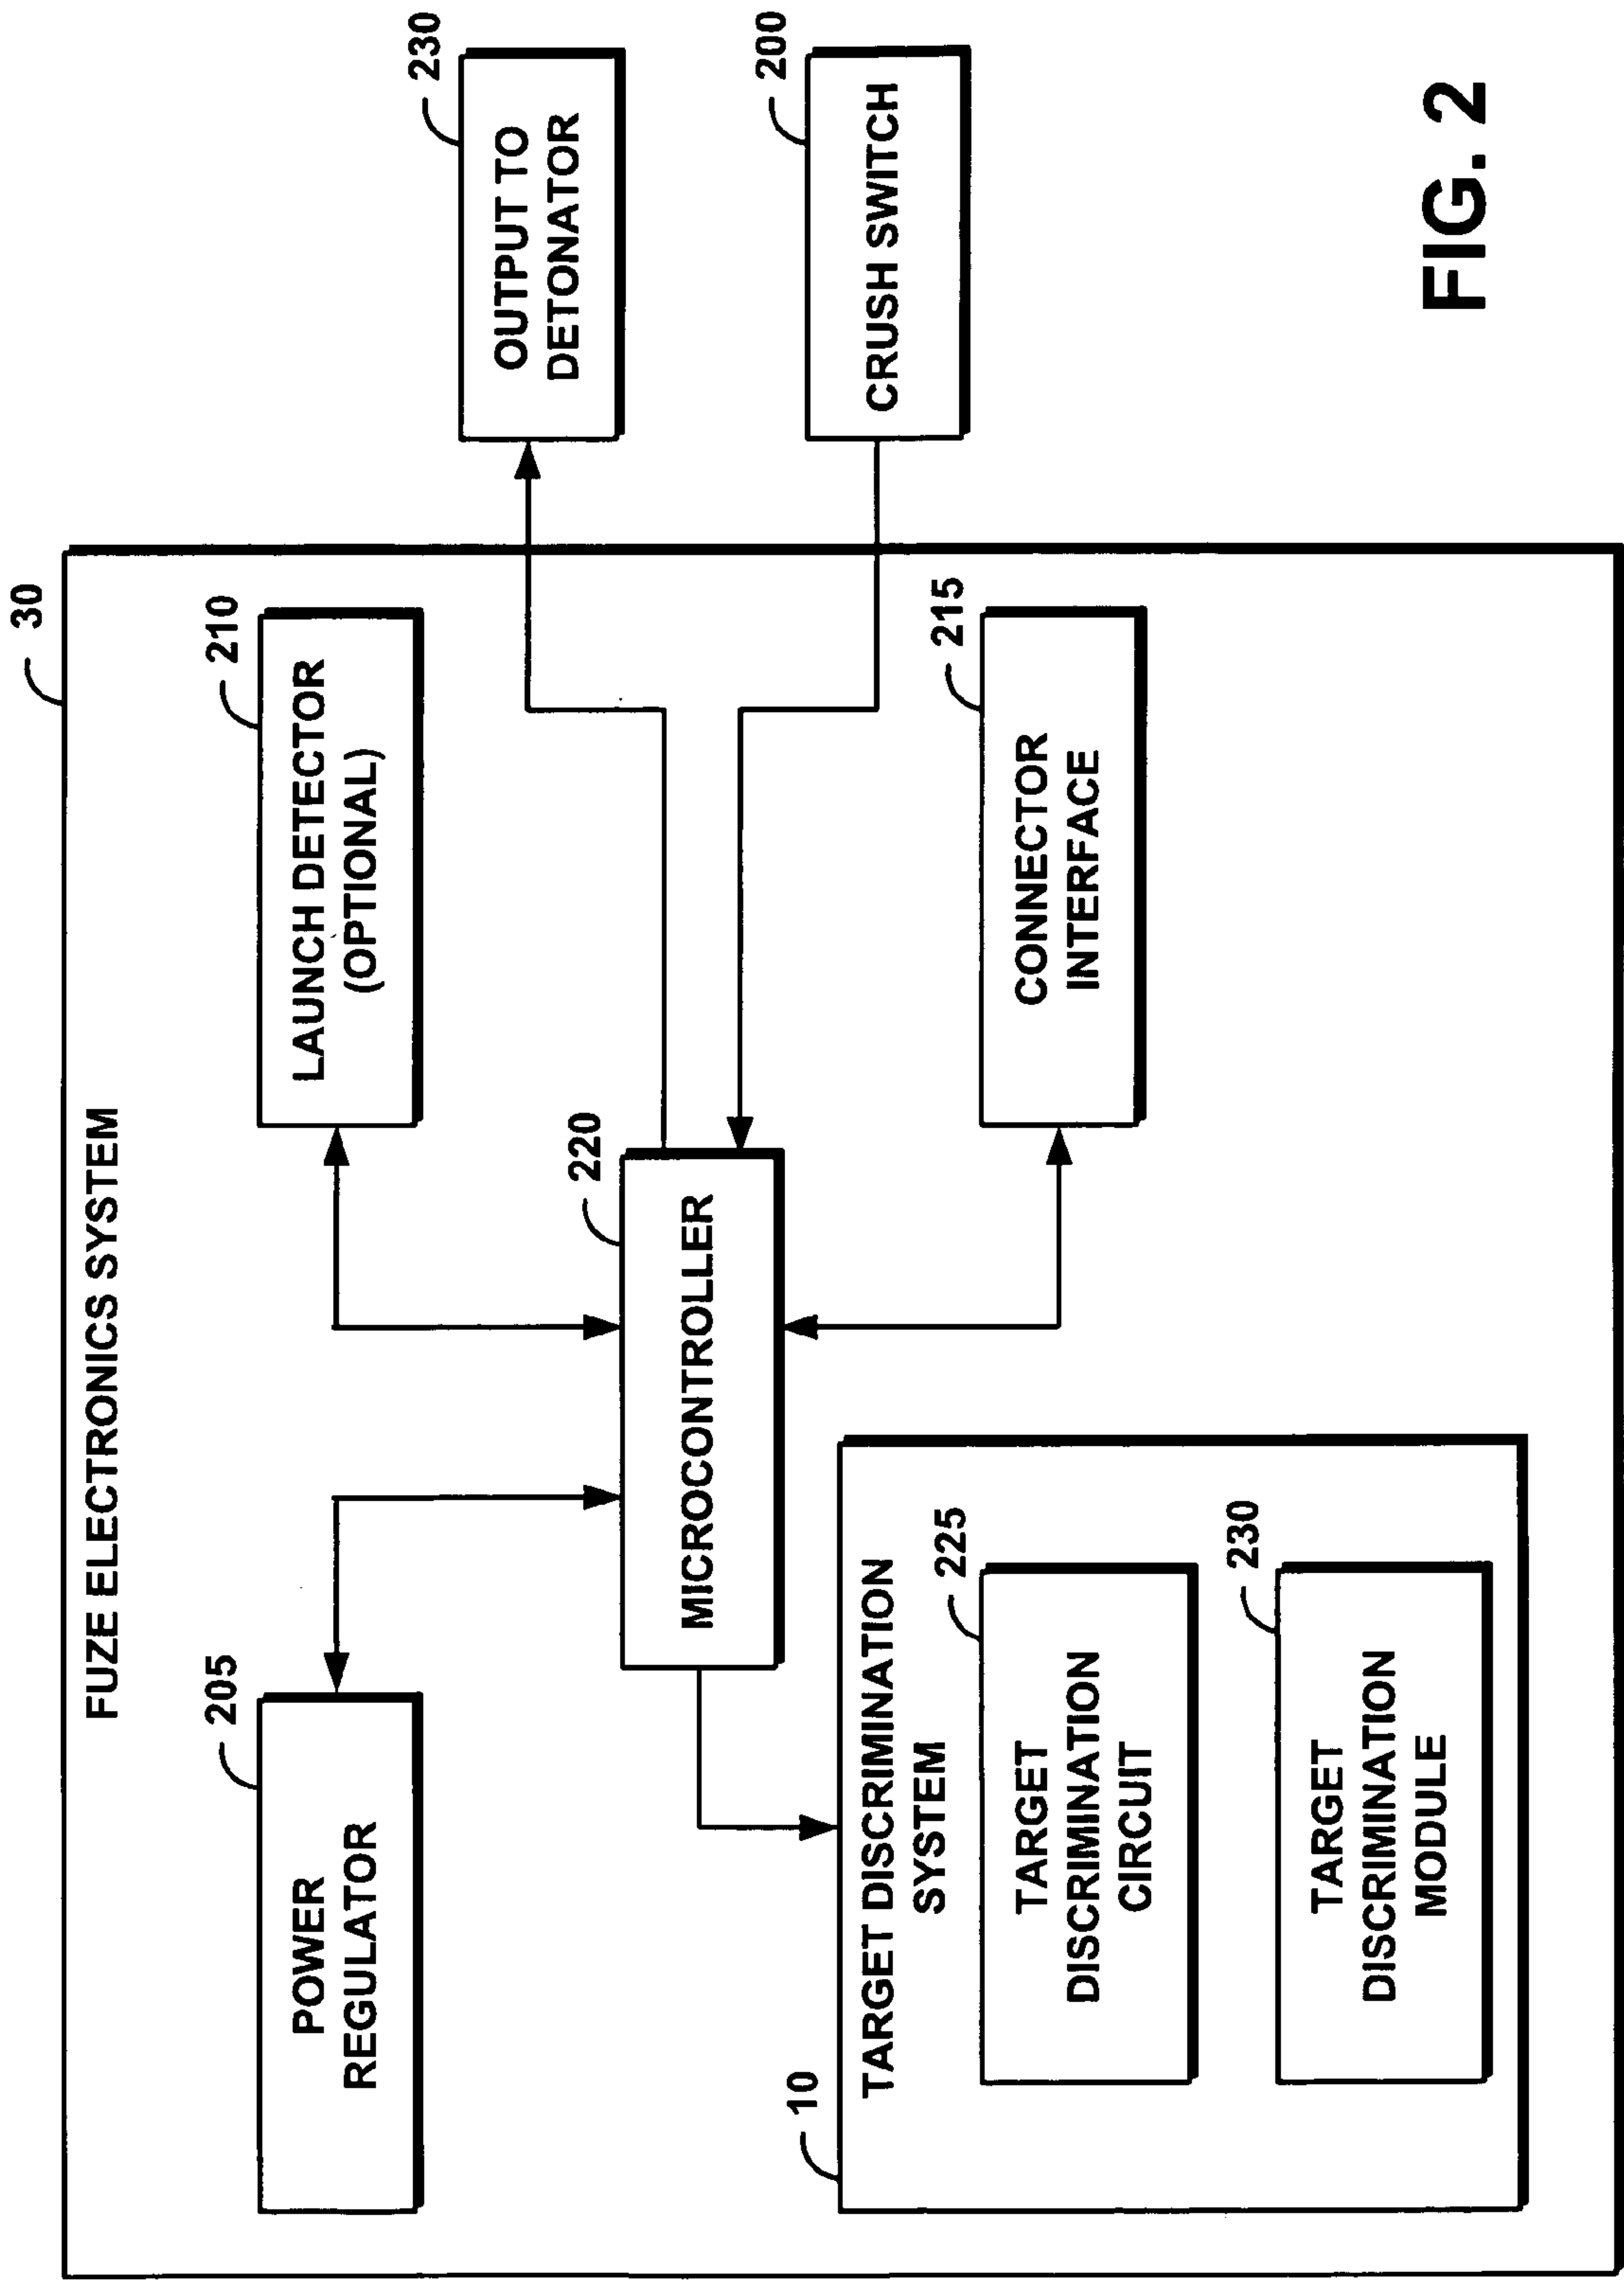 FUZE ELECTRONICS SYSTEM
30
205
POWER
REGULATOR
210
LAUNCH DETECTOR
(OPTIONAL)
230
OUTPUT TO
DETONATOR
220
MICROCONTROLLER
200
CRUSH SWITCH
10
TARGET DISCRIMINATION
SYSTEM
225
TARGET
DISCRIMINATION
CIRCUIT
230
TARGET
DISCRIMINATION
MODULE
215
CONNECTOR
INTERFACE
FIG. 2